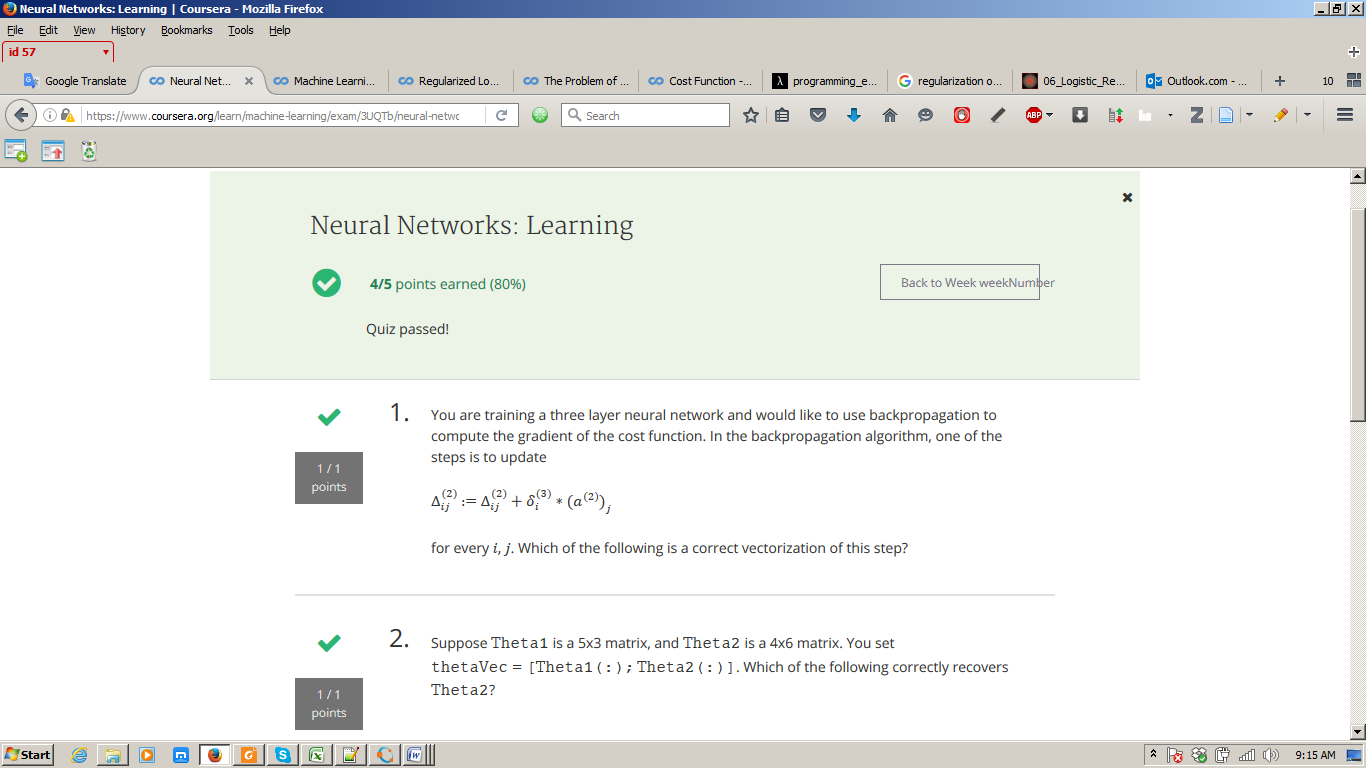 Neural Networks: Learning | Coursera - Mozilla Firefox
File Edit View History Bookmarks Tools Help
id 57
Google Translate
Neural Net...
Machine Learni...
Regularized Lo...
The Problem of ...
Cost Function -...
programming_e...
regularization o...
06_Logistic_Re...
Outlook.com - ...
10
https://www.coursera.org/learn/machine-learning/exam/3UQTb/neural-netwo
Search
ABP
Neural Networks: Learning
4/5 points earned (80%)
Back to Week weekNumber
Quiz passed!
1 / 1
points
1.
You are training a three layer neural network and would like to use backpropagation to
compute the gradient of the cost function. In the backpropagation algorithm, one of the
steps is to update
Δ_{ij}^{(2)} := Δ_{ij}^{(2)} + δ_i^{(3)} * (a^{(2)})_j
for every i, j. Which of the following is a correct vectorization of this step?
1 / 1
points
2.
Suppose Theta1 is a 5x3 matrix, and Theta2 is a 4x6 matrix. You set
thetaVec = [Theta1(:); Theta2(:)]. Which of the following correctly recovers
Theta2?
Start
9:15 AM